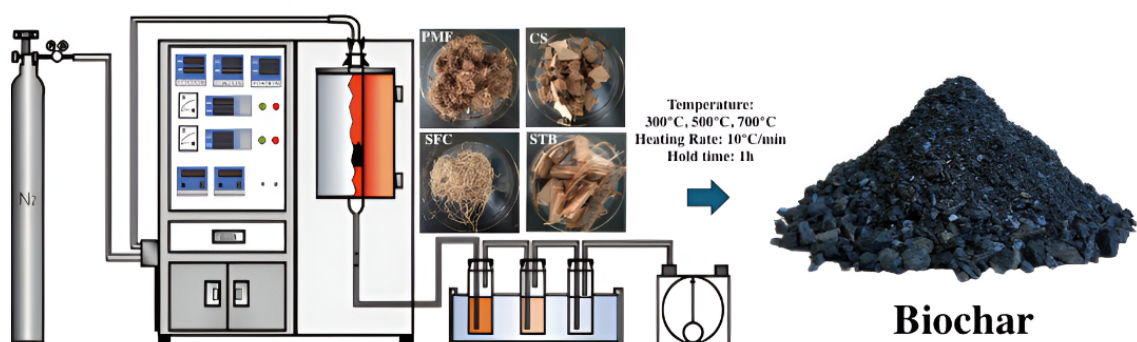 N2
PMF
CS
SFC
STB
Temperature:
300°C, 500°C, 700°C
Heating Rate: 10°C/min
Hold time: 1h
Biochar